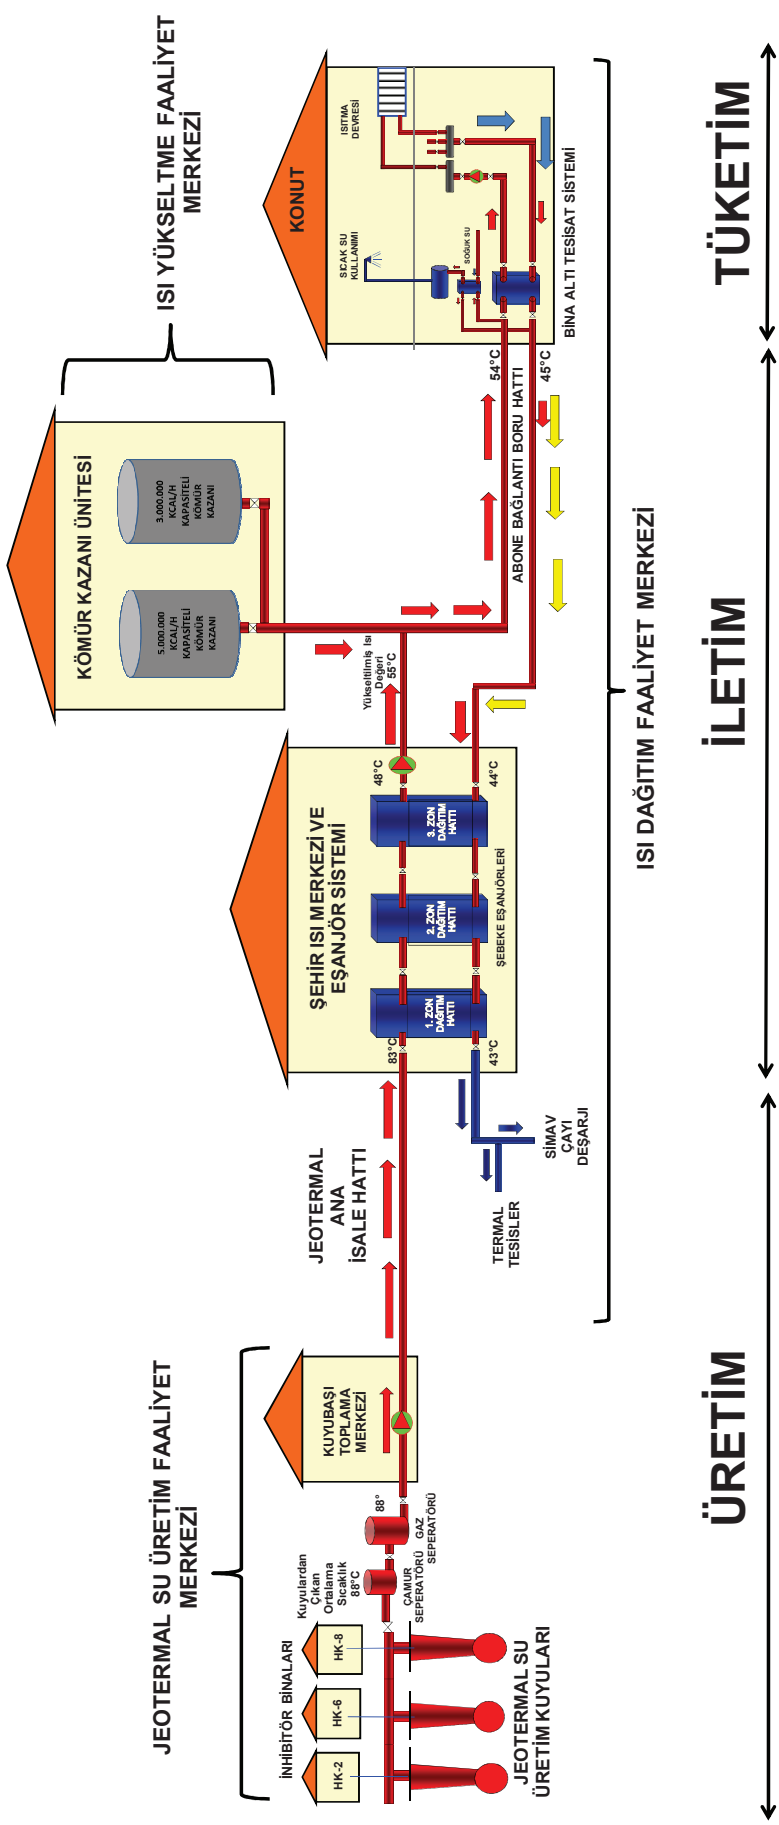 JEOTERMAL SU ÜRETİM FAALİYET
MERKEZİ
ISI YÜKSELTME FAALİYET
MERKEZİ
İNHİBİTÖR BİNALARI
HK-2
HK-6
HK-8
JEOTERMAL SU
ÜRETİM KUYULARI
Kuyulardan
Çıkan
Ortalama
Sıcaklık
88°C
ÇAMUR
SEPERATÖRÜ
88°
GAZ
SEPERATÖRÜ
KUYUBAŞI
TOPLAMA
MERKEZİ
JEOTERMAL
ANA
İSALE HATTI
TERMAL
TESİSLER
SİMAV
ÇAYI
DEŞARJI
ŞEHİR ISI MERKEZİ VE
EŞANJÖR SİSTEMİ
83°C
43°C
1. ZON
DAĞITIM
HATTI
2. ZON
DAĞITIM
HATTI
3. ZON
DAĞITIM
HATTI
48°C
44°C
ŞEBEKE EŞANJÖRLERİ
Yükseltilmiş Isı
Değeri
55°C
KÖMÜR KAZANI ÜNİTESİ
5.000.000
KCAL/H
KAPASİTELİ
KÖMÜR
KAZANI
3.000.000
KCAL/H
KAPASİTELİ
KÖMÜR
KAZANI
ABONE BAĞLANTI BORU HATTI
54°C
45°C
KONUT
SICAK SU
KULLANIMI
ISITMA
DEVRESİ
SOĞUK SU
BİNA ALTI TESİSAT SİSTEMİ
ISI DAĞITIM FAALİYET MERKEZİ
ÜRETİM
İLETİM
TÜKETİM